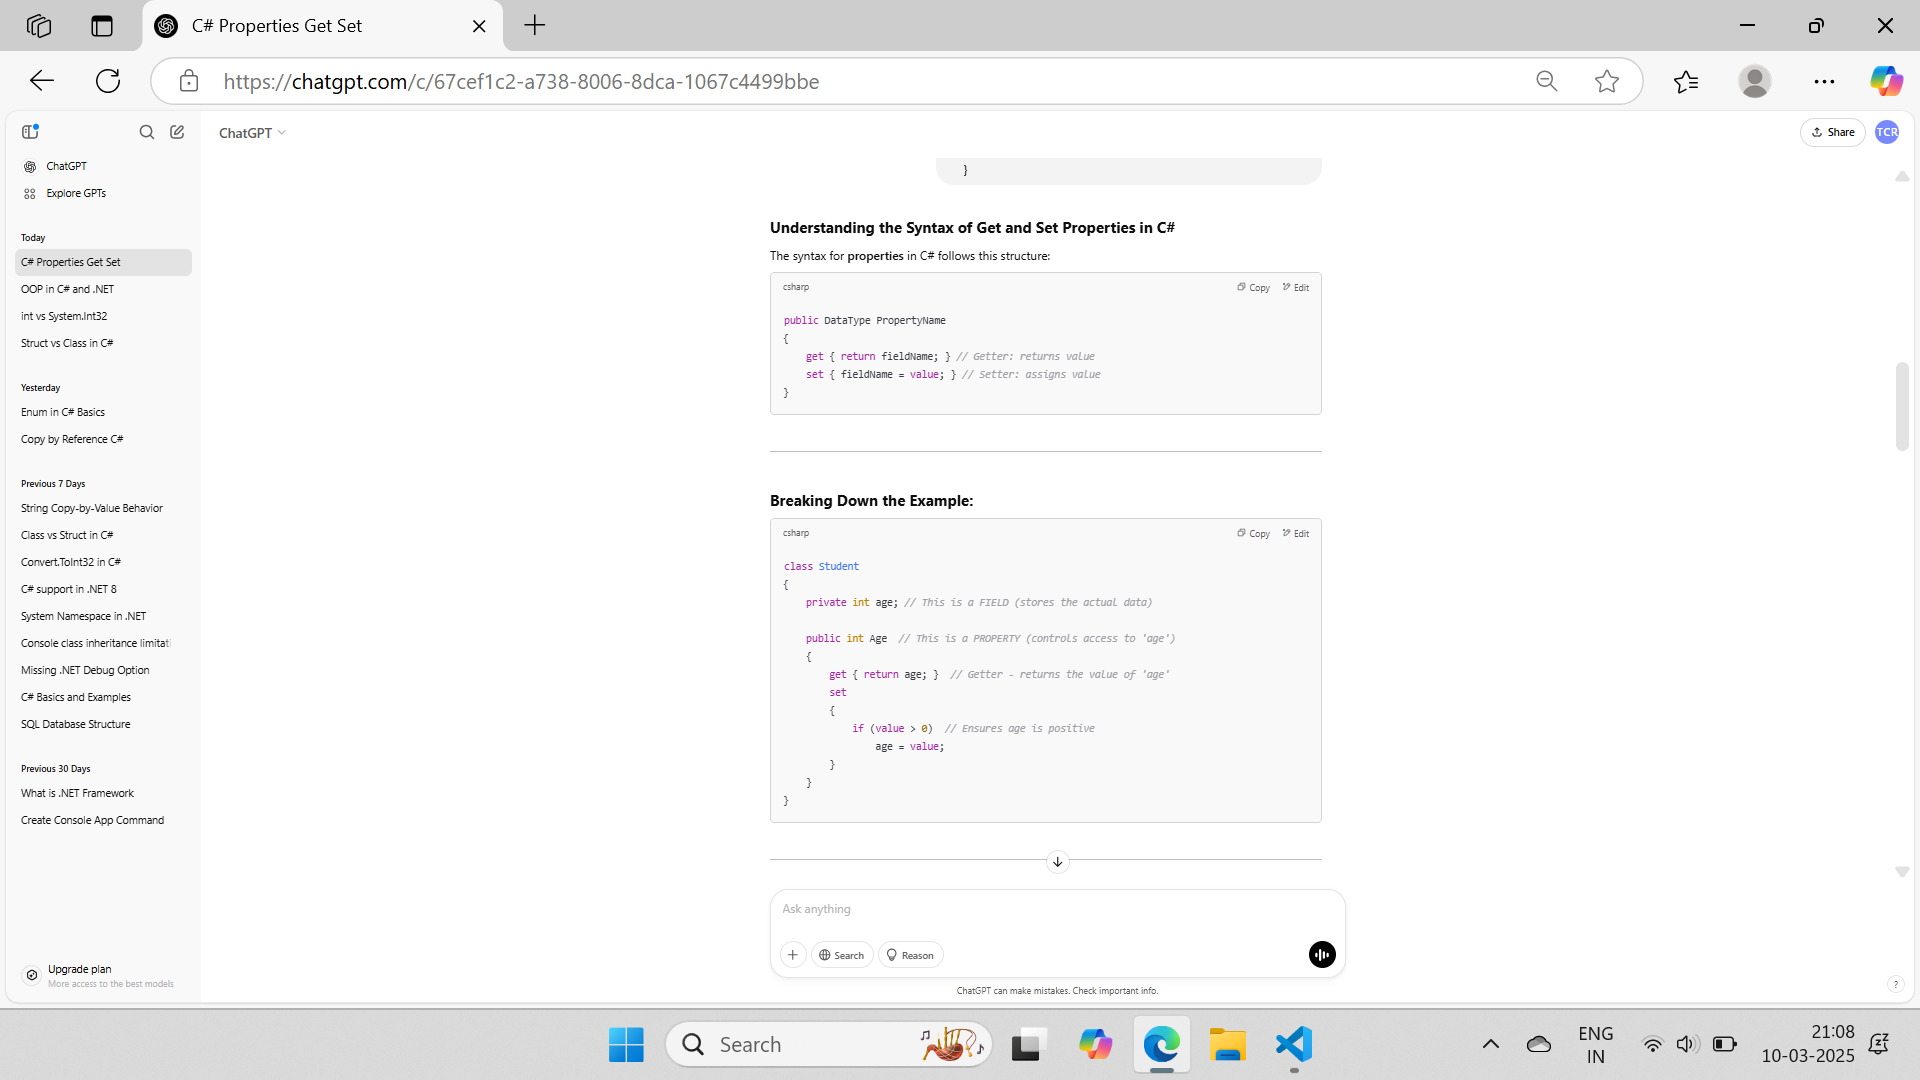 C# Properties Get Set
https://chatgpt.com/c/67cef1c2-a738-8006-8dca-1067c4499bbe
ChatGPT
Share
TCR
ChatGPT
Explore GPTs
Today
C# Properties Get Set
OOP in C# and .NET
int vs System.Int32
Struct vs Class in C#
Yesterday
Enum in C# Basics
Copy by Reference C#
Previous 7 Days
String Copy-by-Value Behavior
Class vs Struct in C#
Convert.ToInt32 in C#
C# support in .NET 8
System Namespace in .NET
Console class inheritance limitati
Missing .NET Debug Option
C# Basics and Examples
SQL Database Structure
Previous 30 Days
What is .NET Framework
Create Console App Command
Upgrade plan
More access to the best models
}
Understanding the Syntax of Get and Set Properties in C#
The syntax for properties in C# follows this structure:
csharp Copy Edit
public DataType PropertyName
{
get { return fieldName; } // Getter: returns value
set { fieldName = value; } // Setter: assigns value
}
Breaking Down the Example:
csharp Copy Edit
class Student
{
private int age; // This is a FIELD (stores the actual data)
public int Age // This is a PROPERTY (controls access to 'age')
{
get { return age; } // Getter - returns the value of 'age'
set
{
if (value > 0) // Ensures age is positive
age = value;
}
}
}
Ask anything
Search
Reason
ChatGPT can make mistakes. Check important info.
?
Search
ENG
IN
21:08
10-03-2025